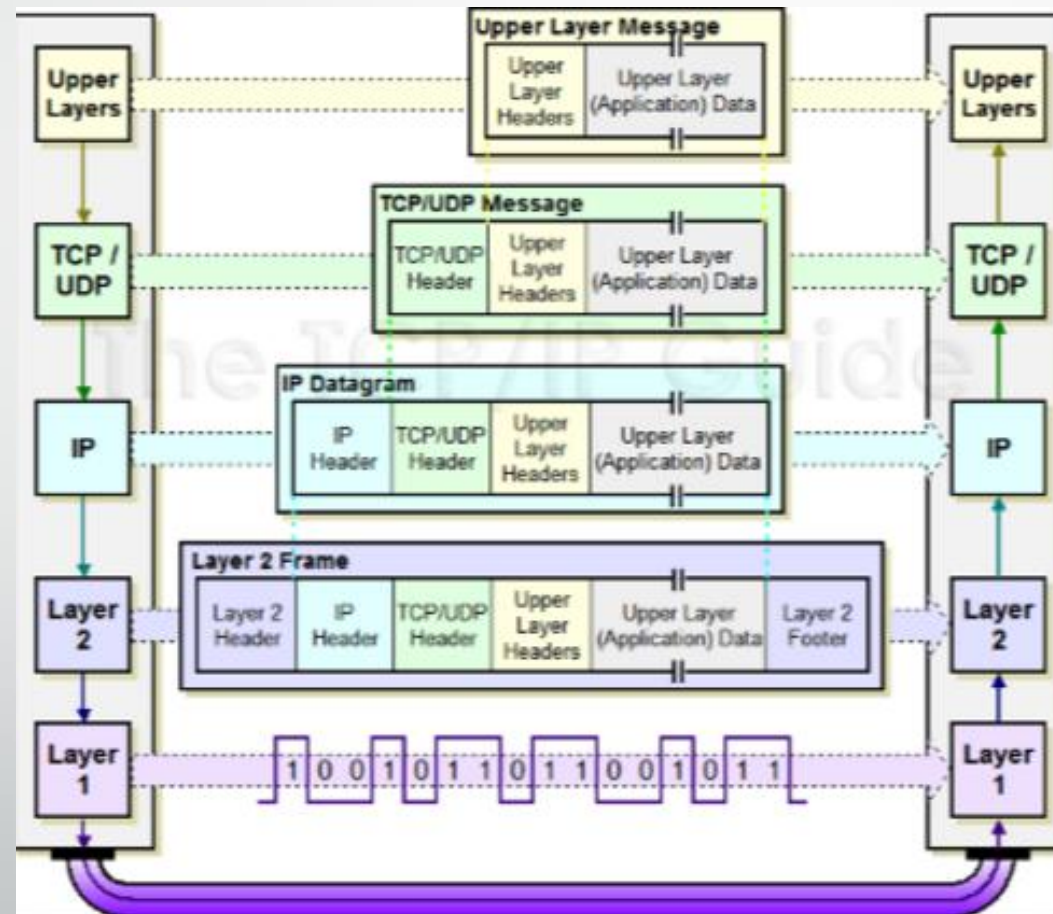 Upper Layer Message
Upper
Layers
Upper
Layer
Headers
Upper Layer
(Application) Data
Upper
Layers
TCP/UDP Message
TCP /
UDP
TCP/UDP
Header
Upper
Layer
Headers
Upper Layer
(Application) Data
TCP /
UDP
The TCP/IP Guide
IP Datagram
IP
IP
Header
TCP/UDP
Header
Upper
Layer
Headers
Upper Layer
(Application) Data
IP
Layer 2 Frame
Layer
2
Layer 2
Header
IP
Header
TCP/UDP
Header
Upper
Layer
Headers
Upper Layer
(Application) Data
Layer 2
Footer
Layer
2
Layer
1
1 0 0 1 0 1 1 0 1 1 0 0 1 0 1 1
Layer
1